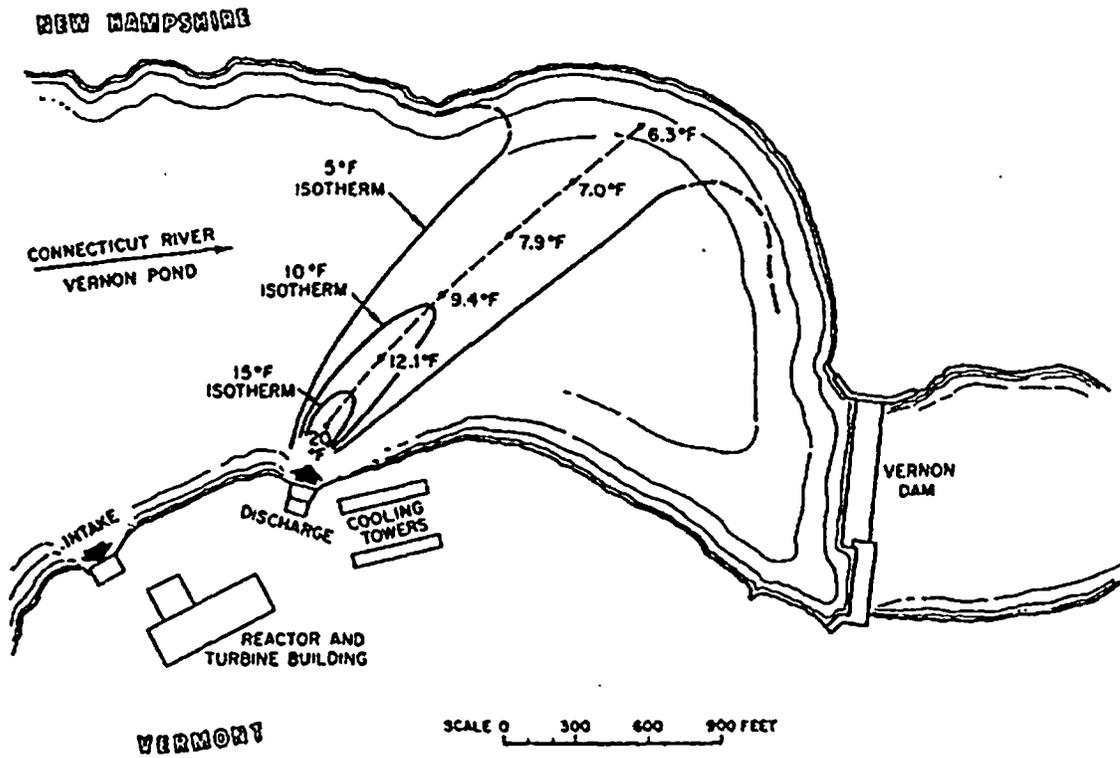 NEW HAMPSHIRE
6.3°F
5°F
ISOTHERM
7.0°F
CONNECTICUT RIVER
VERNON POND
7.9°F
10°F
ISOTHERM
9.4°F
12.1°F
15°F
ISOTHERM
20
°F
VERNON
DAM
DISCHARGE
COOLING
TOWERS
INTAKE
REACTOR AND
TURBINE BUILDING
VERMONT
SCALE 0 300 600 900 FEET